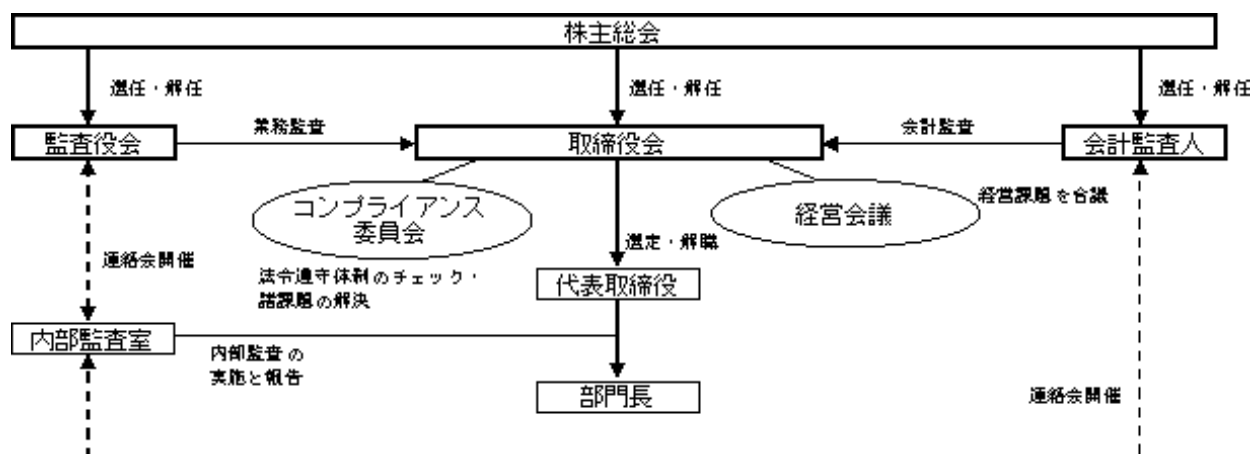 株主総会
選任・解任
選任・解任
選任・解任
監査役会
業務監査
取締役会
会計監査
会計監査人
コンプライアンス
委員会
経営会議
経営課題を合議
選定・解職
連絡会開催
法令遵守体制のチェック・
諸課題の解決
代表取締役
内部監査室
内部監査の
実施と報告
部門長
連絡会開催